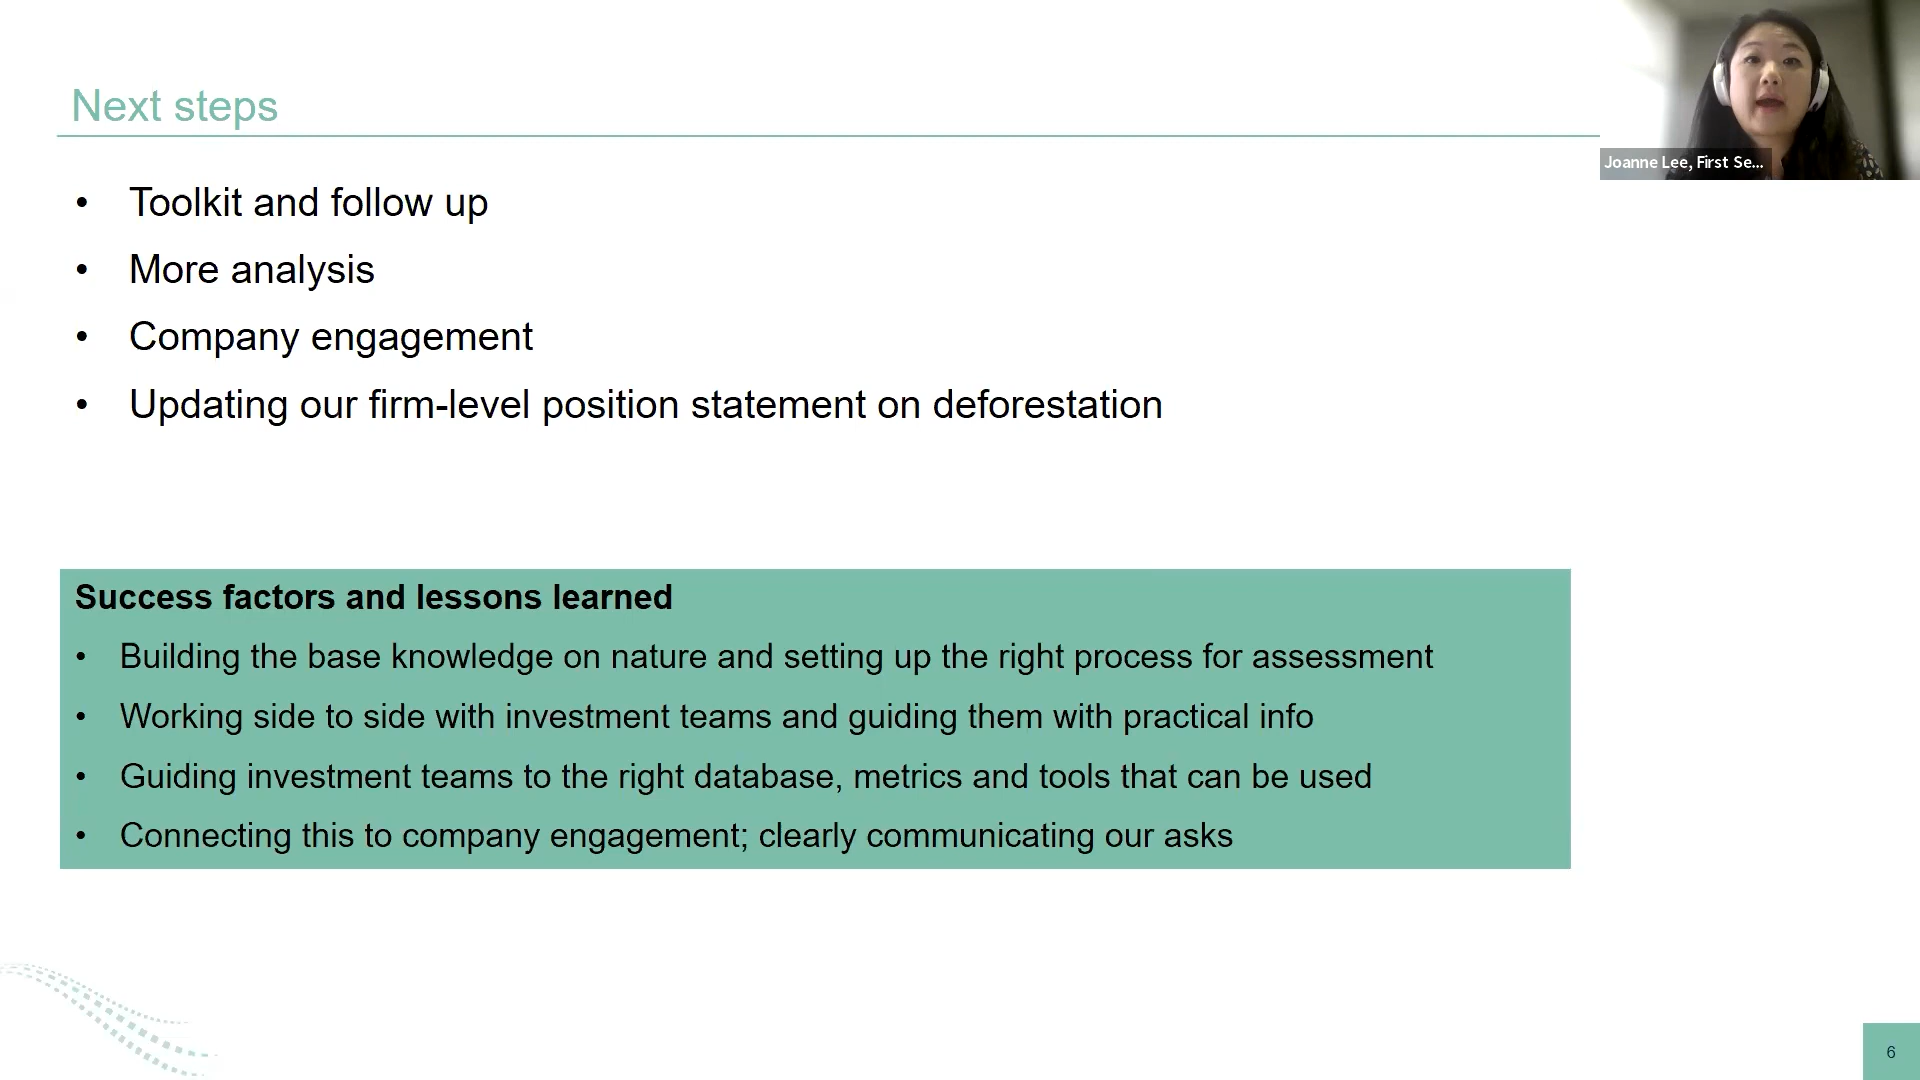 Next steps
Joanne Lee, First Se...
• Toolkit and follow up
• More analysis
• Company engagement
• Updating our firm-level position statement on deforestation
Success factors and lessons learned
• Building the base knowledge on nature and setting up the right process for assessment
• Working side to side with investment teams and guiding them with practical info
• Guiding investment teams to the right database, metrics and tools that can be used
• Connecting this to company engagement; clearly communicating our asks
6